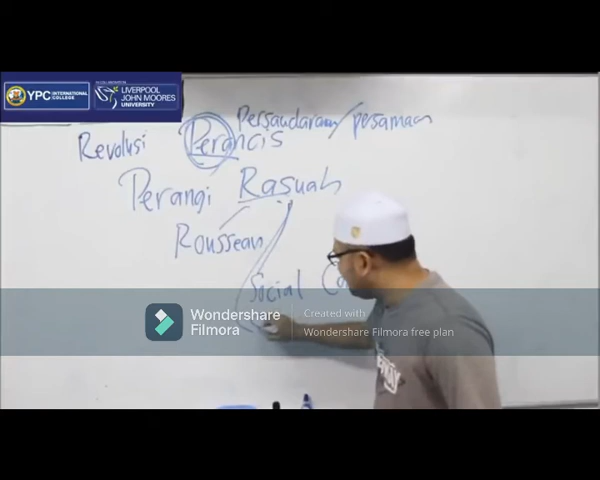 YPC INTERNATIONAL COLLEGE
LIVERPOOL JOHN MOORES UNIVERSITY
Persaudaraan/persamaan
Revolusi Perancis
Perangi Rasuah
Rousseau
Social Co
Wondershare Filmora
Created with
Wondershare Filmora free plan